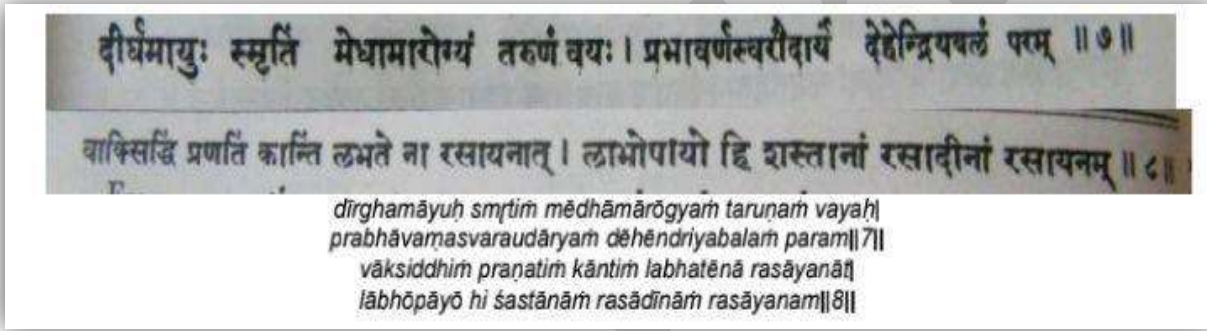 दीर्घमायुः स्मृतिं मेधामारोग्यं तरुणं वयः । प्रभावर्णस्वरौदार्यं देहेन्द्रियबलं परम् ॥ ७॥
वाक्सिद्धिं प्रणतिं कान्तिं लभते ना रसायनात् । लाभोपायो हि शस्तानां रसादीनां रसायनम् ॥ ८॥
dīrghamāyuḥ smr̥tiṁ mēdhāmārōgyaṁ taruṇaṁ vayaḥ|
prabhāvarṇasvaraudāryaṁ dēhēndriyabalaṁ param||7||
vāksiddhiṁ praṇatiṁ kāntiṁ labhatēnā rasāyanāt|
lābhōpāyō hi śastānāṁ rasādīnāṁ rasāyanam||8||